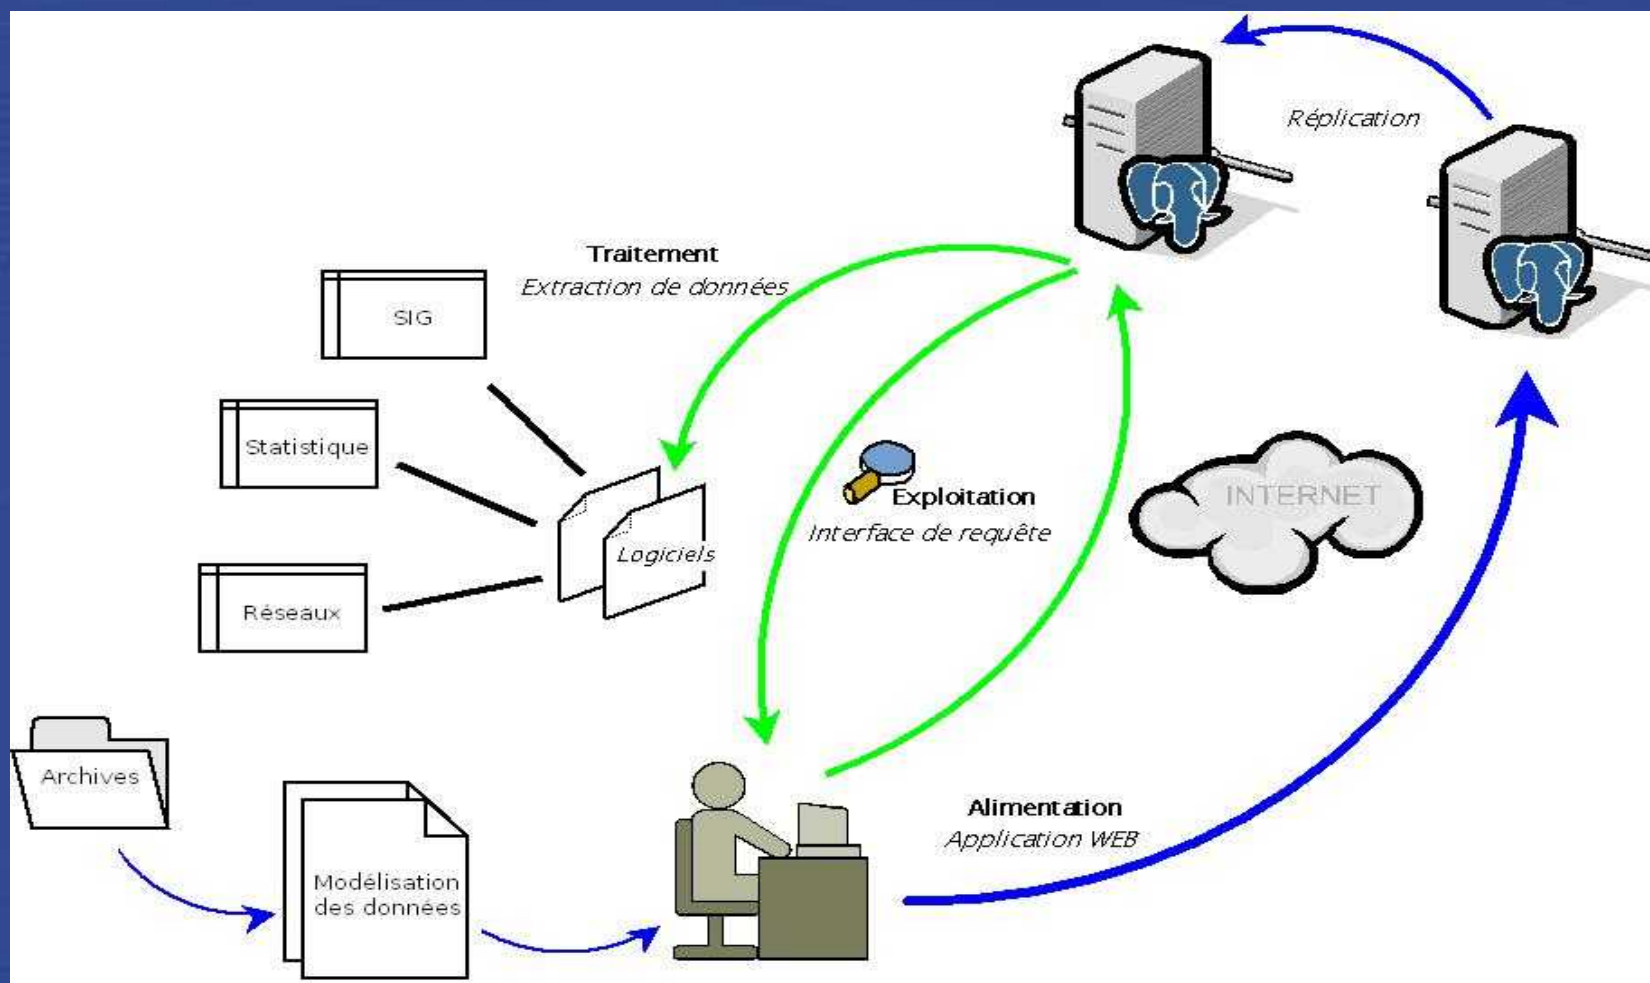 Réplication
Traitement
Extraction de données
SIG
Statistique
Réseaux
Logiciels
Exploitation
Interface de requête
INTERNET
Archives
Modélisation
des données
Alimentation
Application WEB